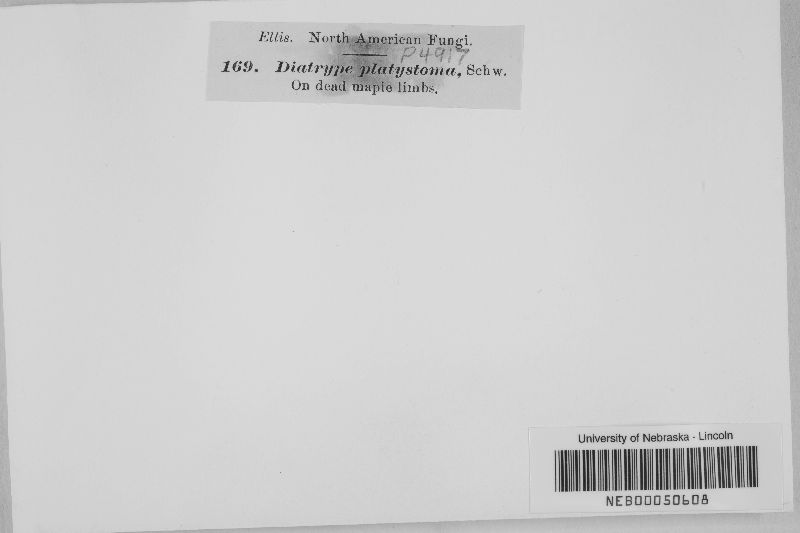 Ellis. North American Fungi.
P4917
169. Diatrype platystoma, Schw.
On dead maple limbs.
University of Nebraska - Lincoln
NEB00050608